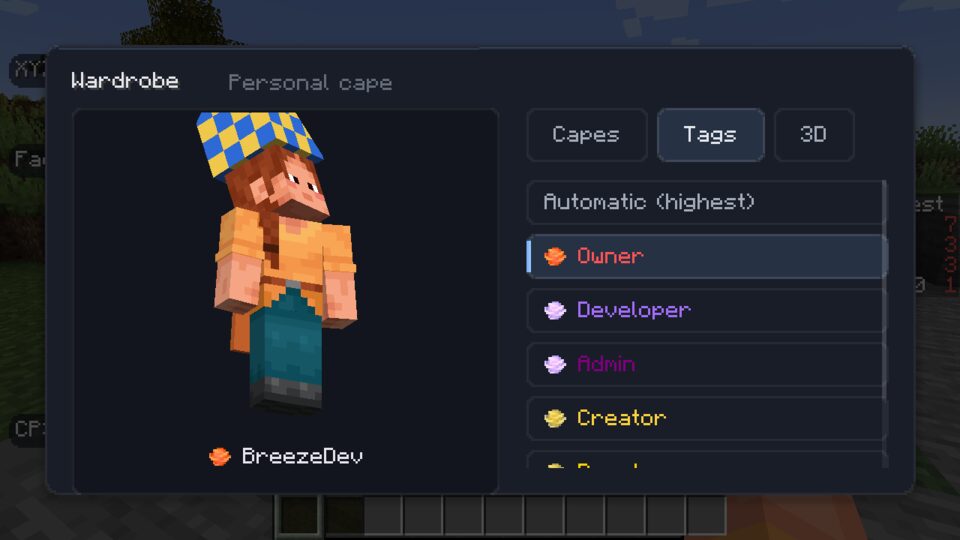 Wardrobe
Personal cape
Capes
Tags
3D
Automatic (highest)
Owner
Developer
Admin
Creator
BreezeDev